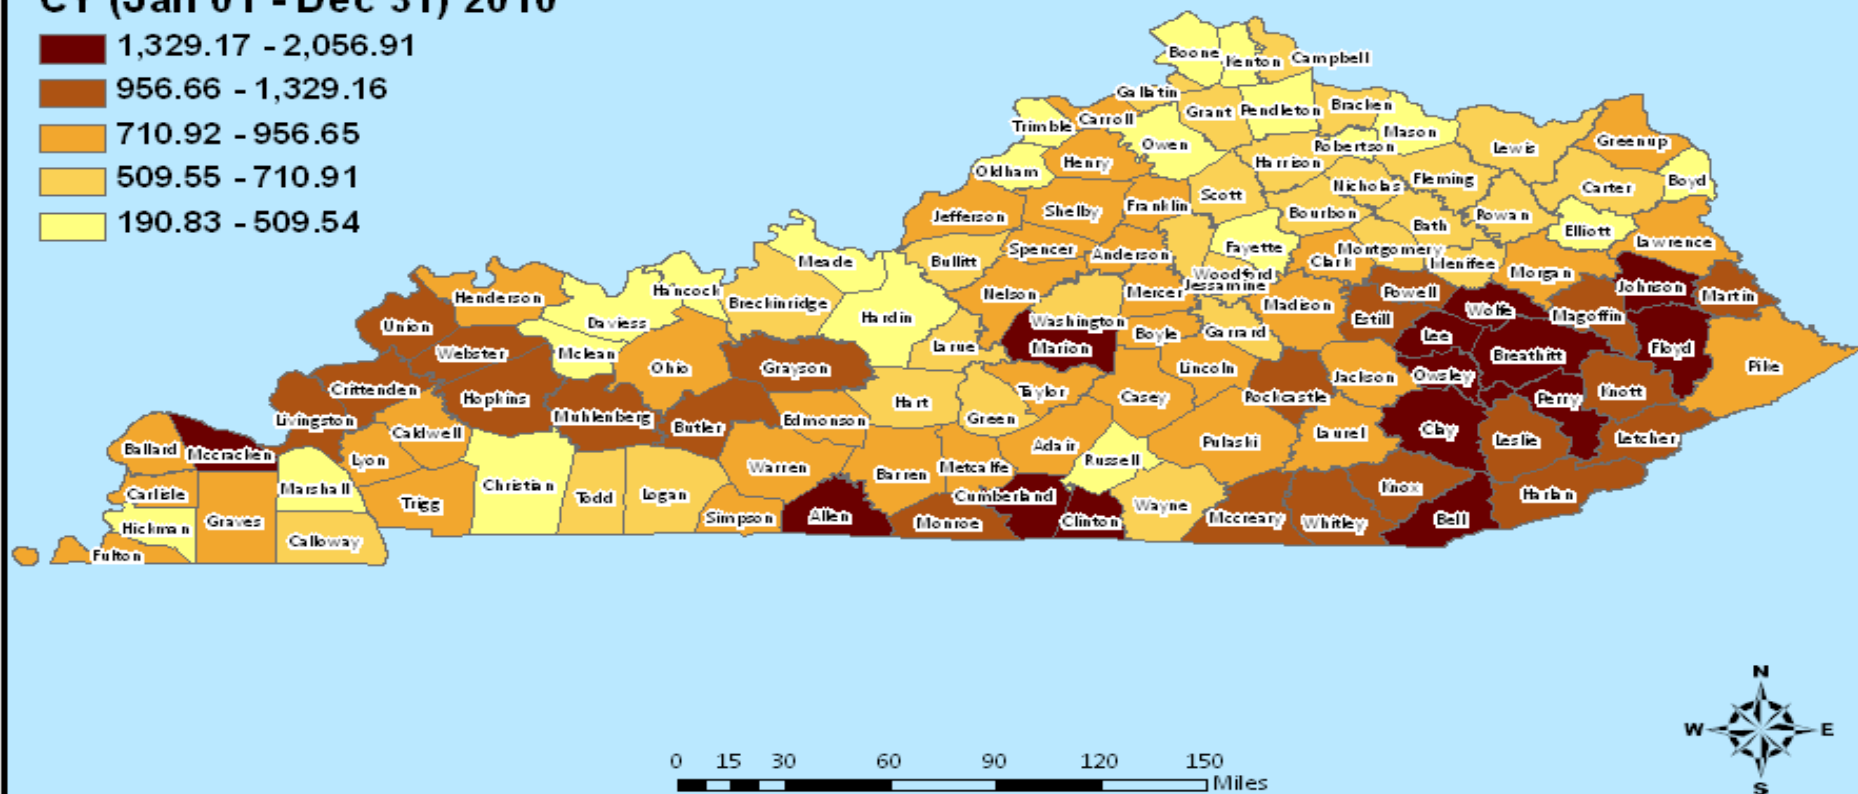 CY (Jan 01 - Dec 31) 2010
1,329.17 - 2,056.91
956.66 - 1,329.16
710.92 - 956.65
509.55 - 710.91
190.83 - 509.54
Boone
Kenton
Campbell
Gallatin
Grant
Pendleton
Bracken
Trimble
Carroll
Mason
Owen
Robertson
Lewis
Greenup
Oldham
Henry
Harrison
Nicholas
Fleming
Carter
Boyd
Jefferson
Shelby
Franklin
Scott
Bourbon
Bath
Rowan
Elliott
Lawrence
Meade
Bullitt
Spencer
Anderson
Fayette
Clark
Montgomery
Menifee
Morgan
Woodford
Jessamine
Johnson
Martin
Henderson
Hancock
Breckinridge
Nelson
Mercer
Madison
Powell
Wolfe
Magoffin
Union
Daviess
Hardin
Washington
Boyle
Garrard
Estill
Lee
Webster
Mclean
Ohio
Grayson
Larue
Marion
Lincoln
Jackson
Owsley
Breathitt
Floyd
Pike
Crittenden
Hopkins
Hart
Taylor
Casey
Rockcastle
Perry
Knott
Livingston
Muhlenberg
Butler
Edmonson
Green
Ballard
Mccracken
Caldwell
Lyon
Warren
Barren
Metcalfe
Adair
Russell
Pulaski
Laurel
Clay
Leslie
Letcher
Carlisle
Marshall
Trigg
Christian
Todd
Logan
Simpson
Allen
Monroe
Cumberland
Clinton
Wayne
Mccreary
Whitley
Knox
Bell
Harlan
Hickman
Graves
Calloway
Fulton
N
W
E
S
0 15 30 60 90 120 150
Miles